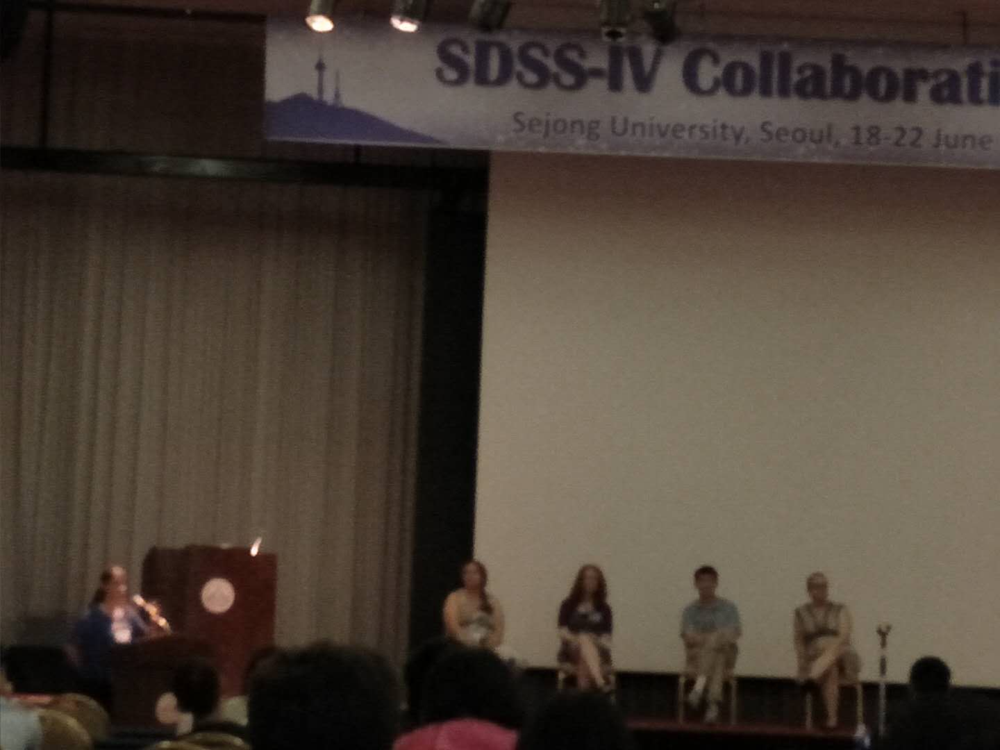 SDSS-IV Collaborati
Sejong University, Seoul, 18-22 June